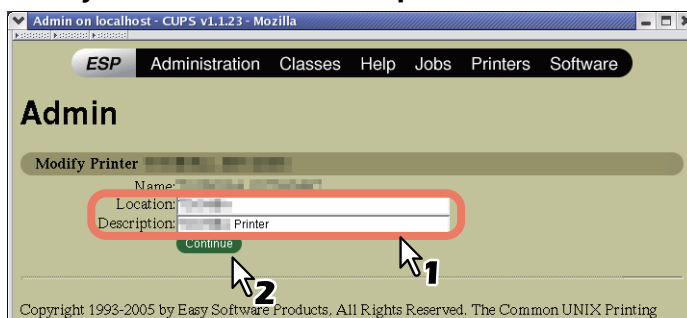 Admin on localhost - CUPS v1.1.23 - Mozilla
ESP Administration Classes Help Jobs Printers Software
Admin
Modify Printer
Name:
Location:
Description: Printer
Continue
1
2
Copyright 1993-2005 by Easy Software Products, All Rights Reserved. The Common UNIX Printing